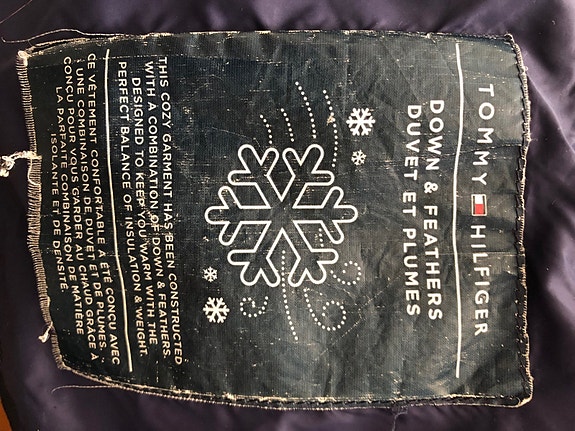 TOMMY HILFIGER
DOWN & FEATHERS
DUVET ET PLUMES
THIS COZY GARMENT HAS BEEN CONSTRUCTED
WITH A COMBINATION OF DOWN & FEATHERS.
DESIGNED TO KEEP YOU WARM WITH THE
PERFECT BALANCE OF INSULATION & WEIGHT.
CE VÊTEMENT CONFORTABLE A ÉTÉ CONÇU AVEC
UNE COMBINAISON DE DUVET ET DE PLUMES.
CONÇU POUR VOUS GARDER AU CHAUD GRÂCE À
LA PARFAITE COMBINAISON DE MATIÈRE
ISOLANTE ET DE DENSITÉ.